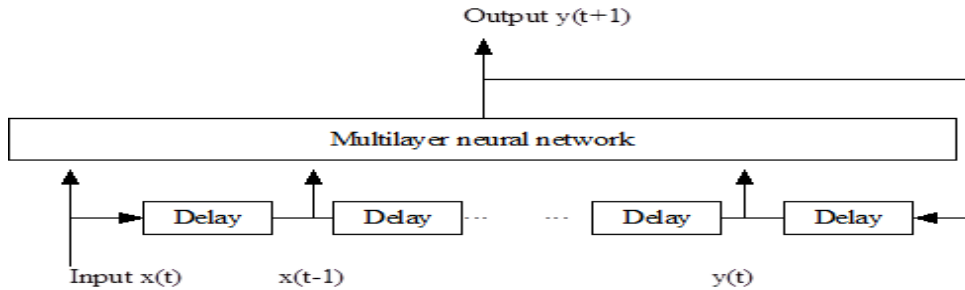 Output y(t+1)
Multilayer neural network
Delay Delay Delay Delay
Input x(t) x(t-1) y(t)